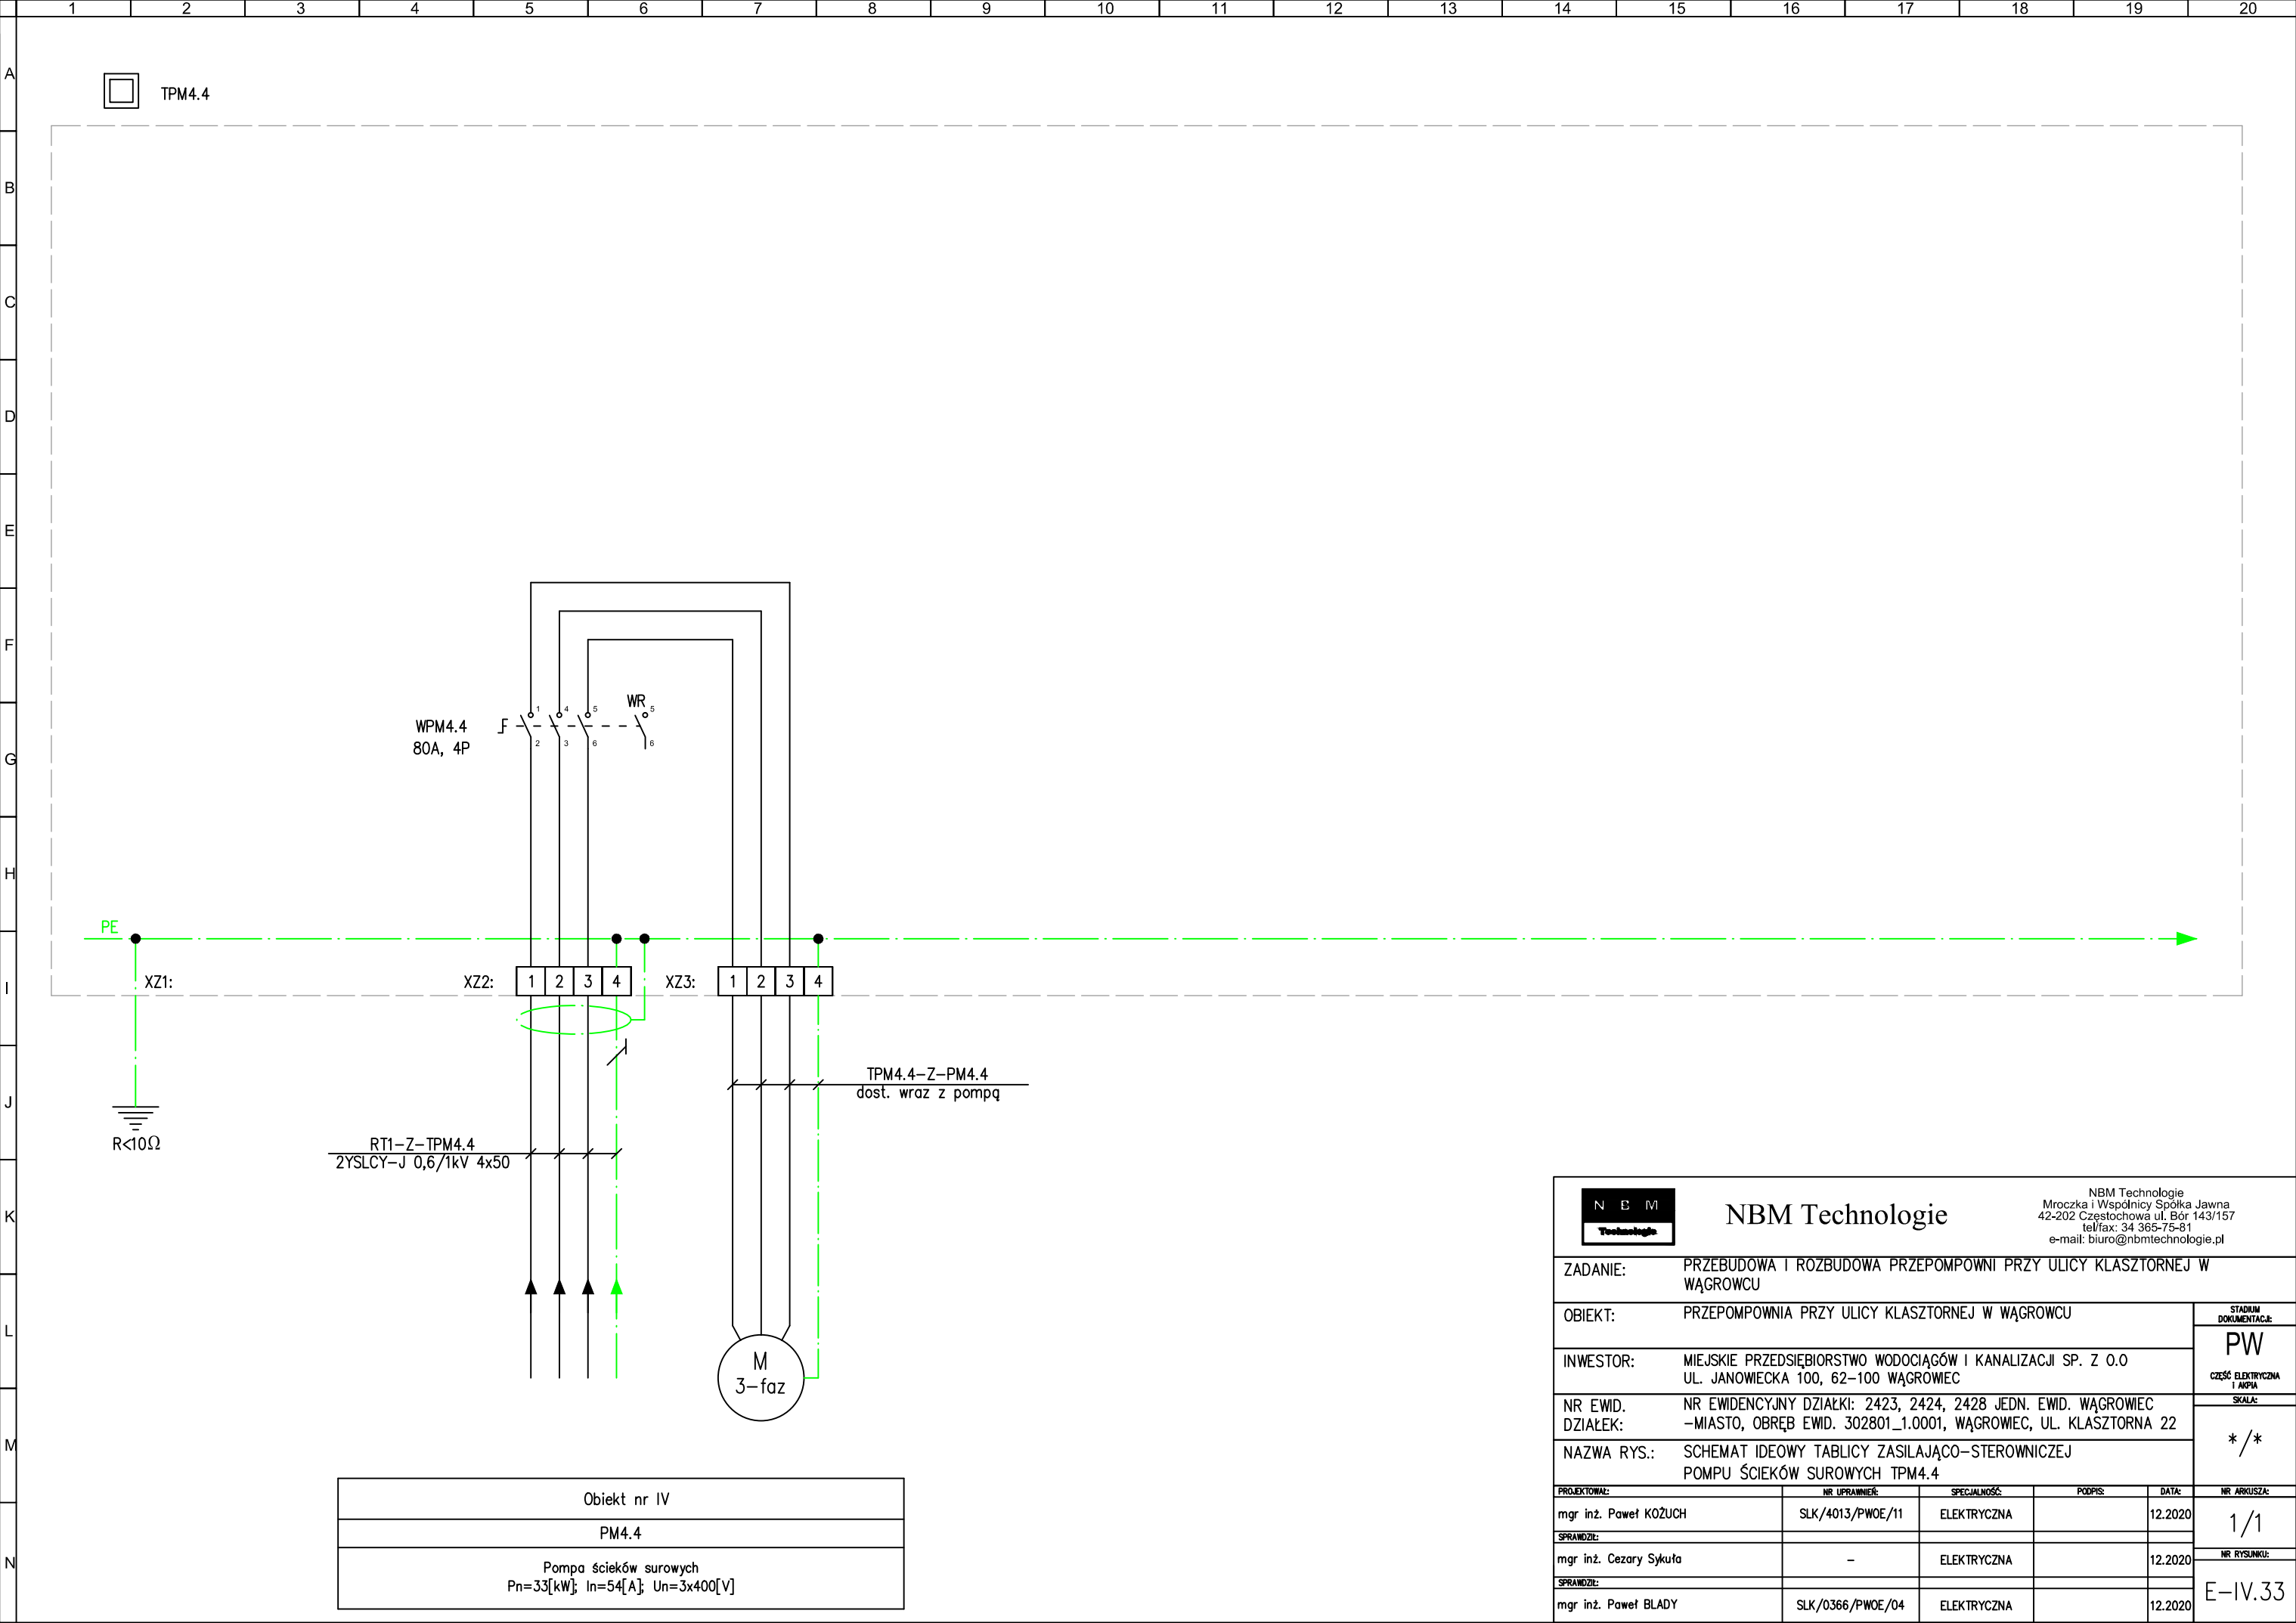 1 2 3 4 5 6 7 8 9 10 11 12 13 14 15 16 17 18 19 20
A
B
C
D
E
F
G
H
I
J
K
L
M
N
TPM4.4
WPM4.4
80A, 4P
1 4 5 WR 5
2 3 6 6
PE
XZ1:
XZ2: 1 2 3 4
XZ3: 1 2 3 4
R<10Ω
TPM4.4-Z-PM4.4
dost. wraz z pompą
RT1-Z-TPM4.4
2YSLCY-J 0,6/1kV 4x50
M
3-faz
Obiekt nr IV
PM4.4
Pompa ścieków surowych
Pn=33[kW]; In=54[A]; Un=3x400[V]
N B M
Technologie
NBM Technologie
NBM Technologie
Mroczka i Wspólnicy Spółka Jawna
42-202 Częstochowa ul. Bór 143/157
tel/fax: 34 365-75-81
e-mail: biuro@nbmtechnologie.pl
ZADANIE: PRZEBUDOWA I ROZBUDOWA PRZEPOMPOWNI PRZY ULICY KLASZTORNEJ W
WĄGROWCU
OBIEKT: PRZEPOMPOWNIA PRZY ULICY KLASZTORNEJ W WĄGROWCU
STADIUM
DOKUMENTACJI:
PW
CZĘŚĆ ELEKTRYCZNA
I AKPIA
INWESTOR: MIEJSKIE PRZEDSIĘBIORSTWO WODOCIĄGÓW I KANALIZACJI SP. Z O.O
UL. JANOWIECKA 100, 62-100 WĄGROWIEC
NR EWID.
DZIAŁEK:
NR EWIDENCYJNY DZIAŁKI: 2423, 2424, 2428 JEDN. EWID. WĄGROWIEC
-MIASTO, OBRĘB EWID. 302801_1.0001, WĄGROWIEC, UL. KLASZTORNA 22
SKALA:
*/*
NAZWA RYS.: SCHEMAT IDEOWY TABLICY ZASILAJĄCO-STEROWNICZEJ
POMPU ŚCIEKÓW SUROWYCH TPM4.4
PROJEKTOWAŁ: NR UPRAWNIEŃ: SPECJALNOŚĆ: PODPIS: DATA: NR ARKUSZA:
mgr inż. Paweł KOŻUCH SLK/4013/PWOE/11 ELEKTRYCZNA 12.2020
1/1
SPRAWDZIŁ:
mgr inż. Cezary Sykuła - ELEKTRYCZNA 12.2020
NR RYSUNKU:
E-IV.33
SPRAWDZIŁ:
mgr inż. Paweł BLADY SLK/0366/PWOE/04 ELEKTRYCZNA 12.2020